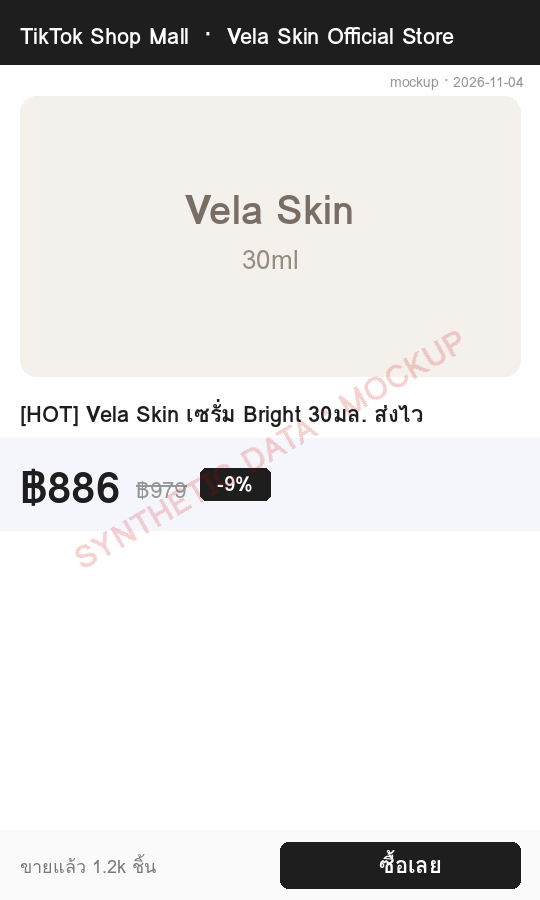 TikTok Shop Mall · Vela Skin Official Store
mockup · 2026-11-04
Vela Skin
30ml
[HOT] Vela Skin เซรั่ม Bright 30มล. ส่งไว
฿886 ฿979 -9%
SYNTHETIC DATA · MOCKUP
ขายแล้ว 1.2k ชิ้น
ซื้อเลย